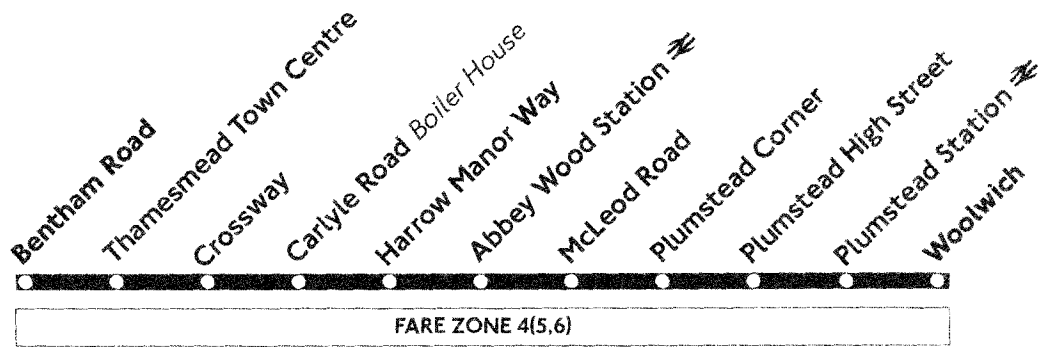 Bentham Road
Thamesmead Town Centre
Crossway
Carlyle Road Boiler House
Harrow Manor Way
Abbey Wood Station
McLeod Road
Plumstead Corner
Plumstead High Street
Plumstead Station
Woolwich
FARE ZONE 4(5,6)